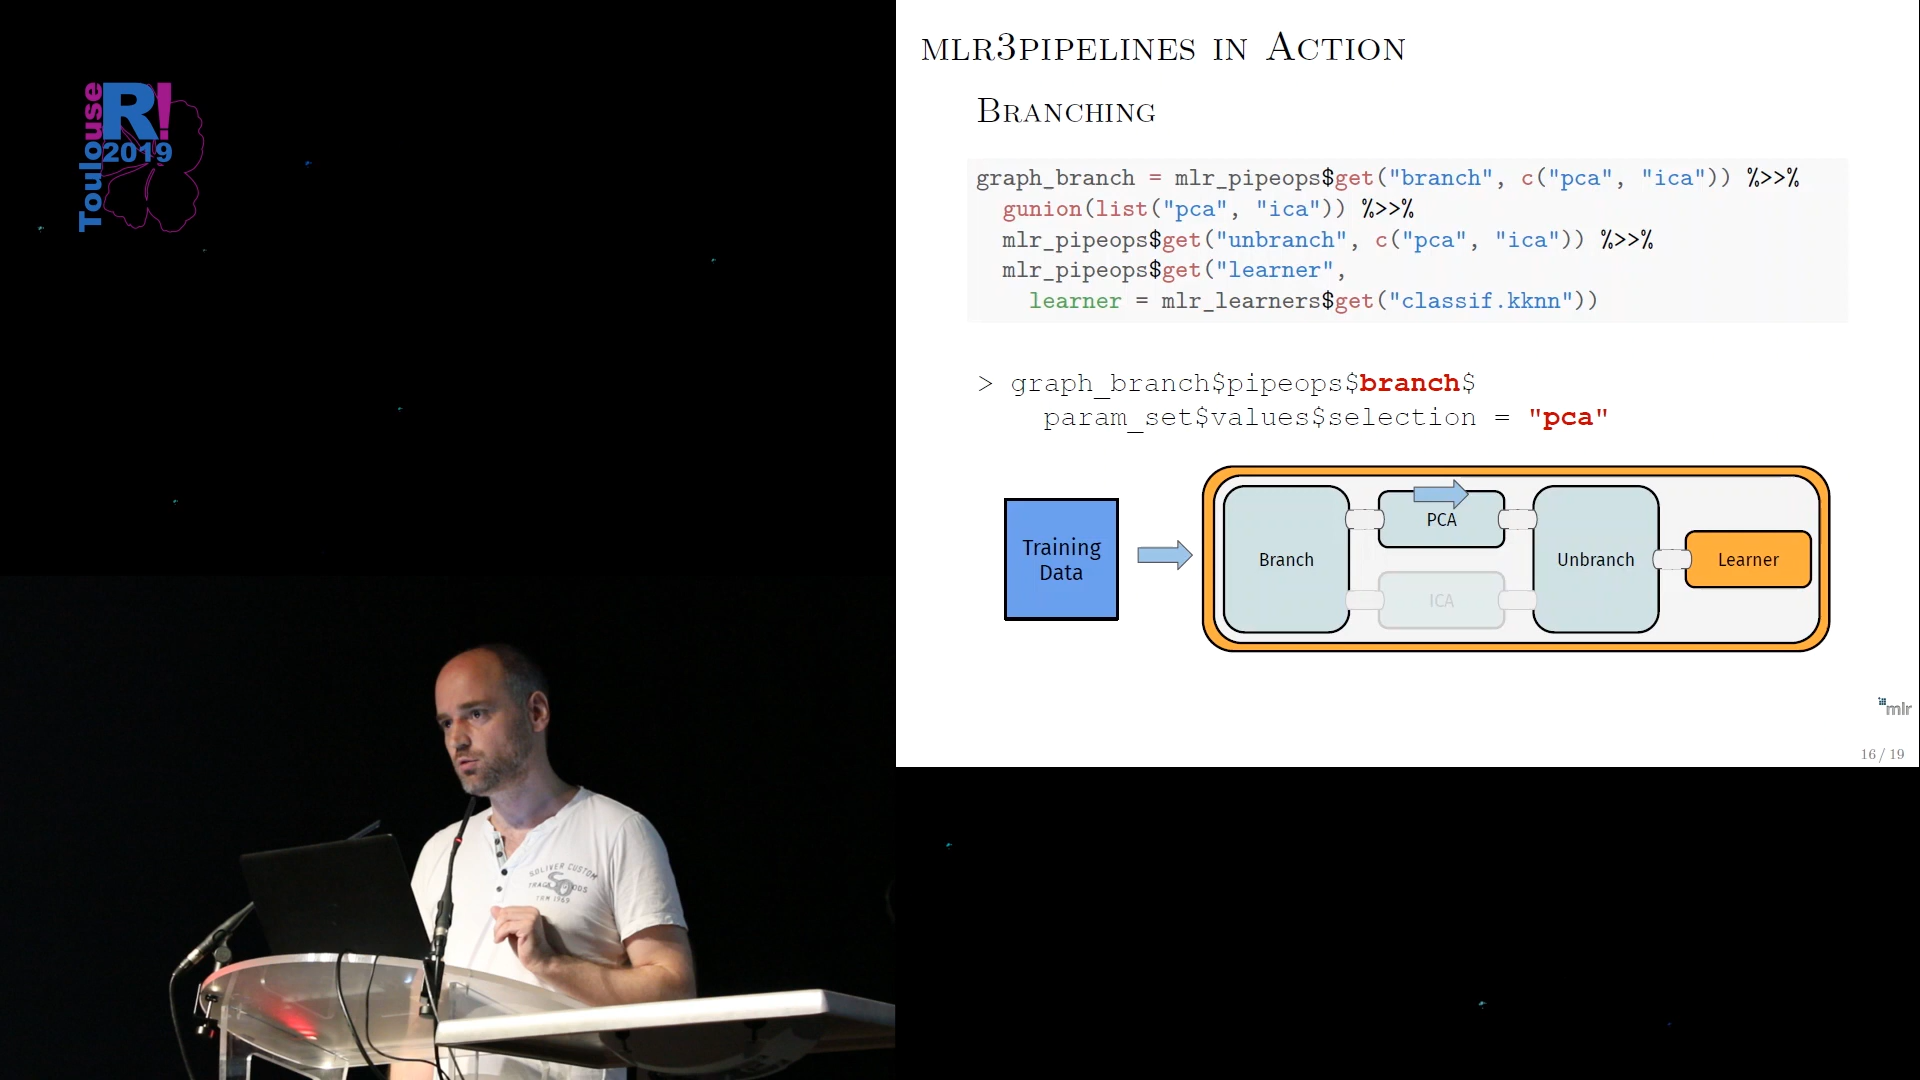 Toulouse
R!
2019
mlr3pipelines in Action
Branching
graph_branch = mlr_pipeops$get("branch", c("pca", "ica")) %>>%
gunion(list("pca", "ica")) %>>%
mlr_pipeops$get("unbranch", c("pca", "ica")) %>>%
mlr_pipeops$get("learner",
learner = mlr_learners$get("classif.kknn"))
> graph_branch$pipeops$branch$
param_set$values$selection = "pca"
Training
Data
Branch
PCA
ICA
Unbranch
Learner
mlr
16 / 19
SOLIVER CUSTOM